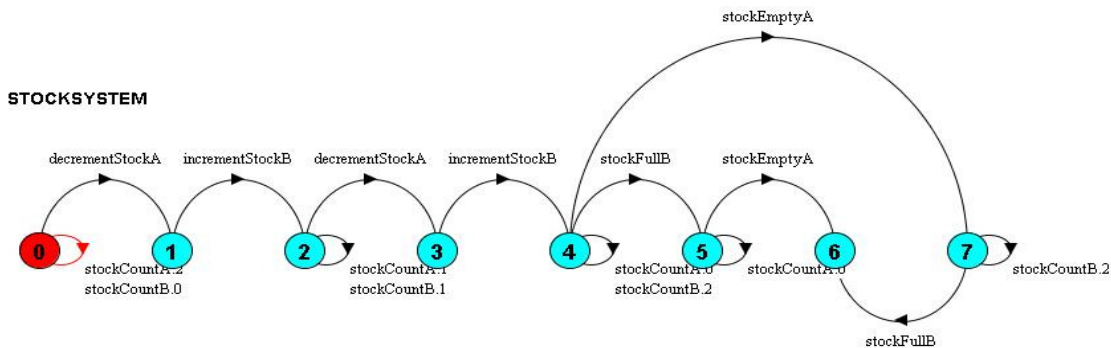 stockEmptyA
STOCKSYSTEM
decrementStockA incrementStockB decrementStockA incrementStockB stockFullB stockEmptyA
0 1 2 3 4 5 6 7
stockCountA.2 stockCountA.1 stockCountA.0 stockCountA.0 stockCountB.2
stockCountB.0 stockCountB.1 stockCountB.2
stockFullB